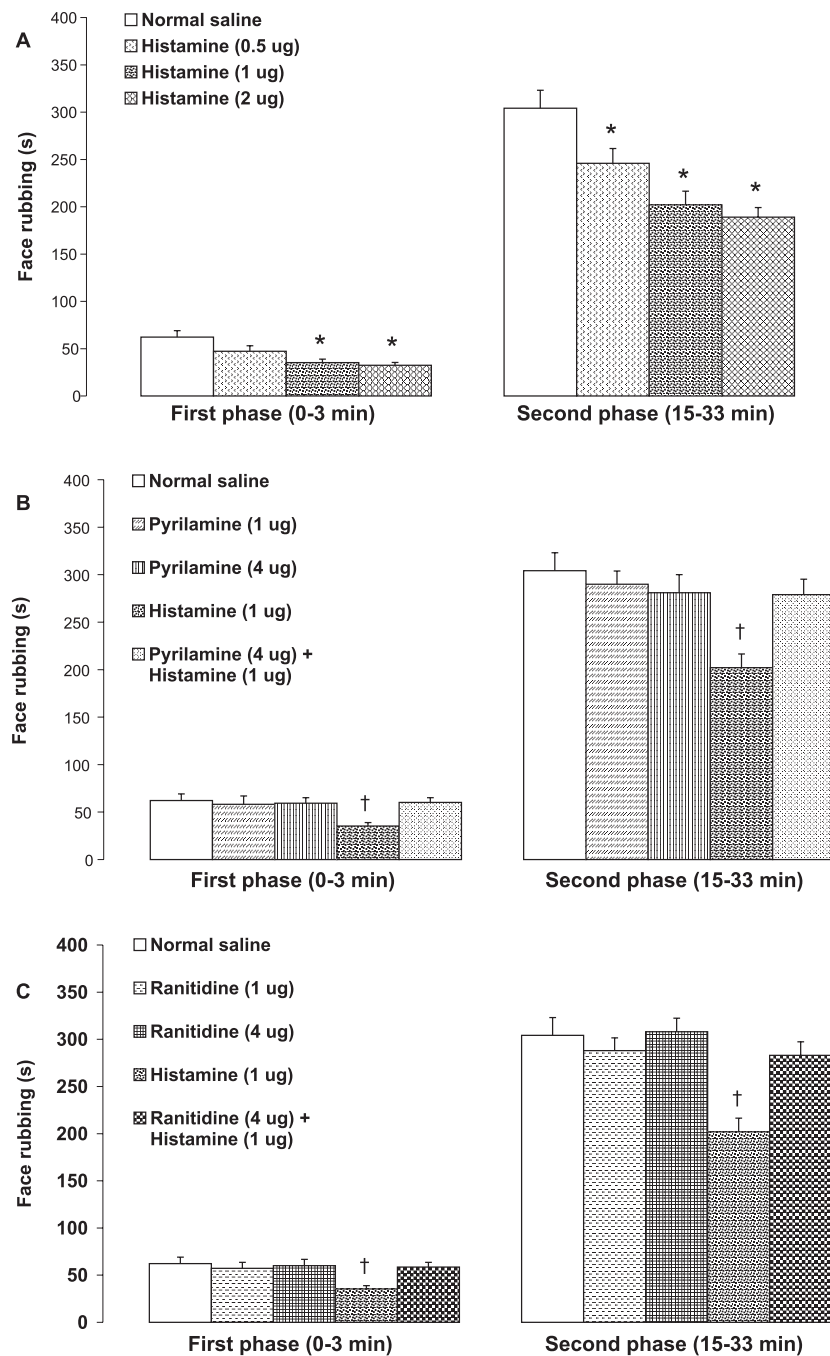 A
Normal saline
Histamine (0.5 ug)
Histamine (1 ug)
Histamine (2 ug)
Face rubbing (s)
400
350
300
250
200
150
100
50
0
*
*
*
*
*
First phase (0-3 min)
Second phase (15-33 min)
B
Normal saline
Pyrilamine (1 ug)
Pyrilamine (4 ug)
Histamine (1 ug)
Pyrilamine (4 ug) +
Histamine (1 ug)
Face rubbing (s)
400
350
300
250
200
150
100
50
0
†
†
First phase (0-3 min)
Second phase (15-33 min)
C
Normal saline
Ranitidine (1 ug)
Ranitidine (4 ug)
Histamine (1 ug)
Ranitidine (4 ug) +
Histamine (1 ug)
Face rubbing (s)
400
350
300
250
200
150
100
50
0
†
†
First phase (0-3 min)
Second phase (15-33 min)